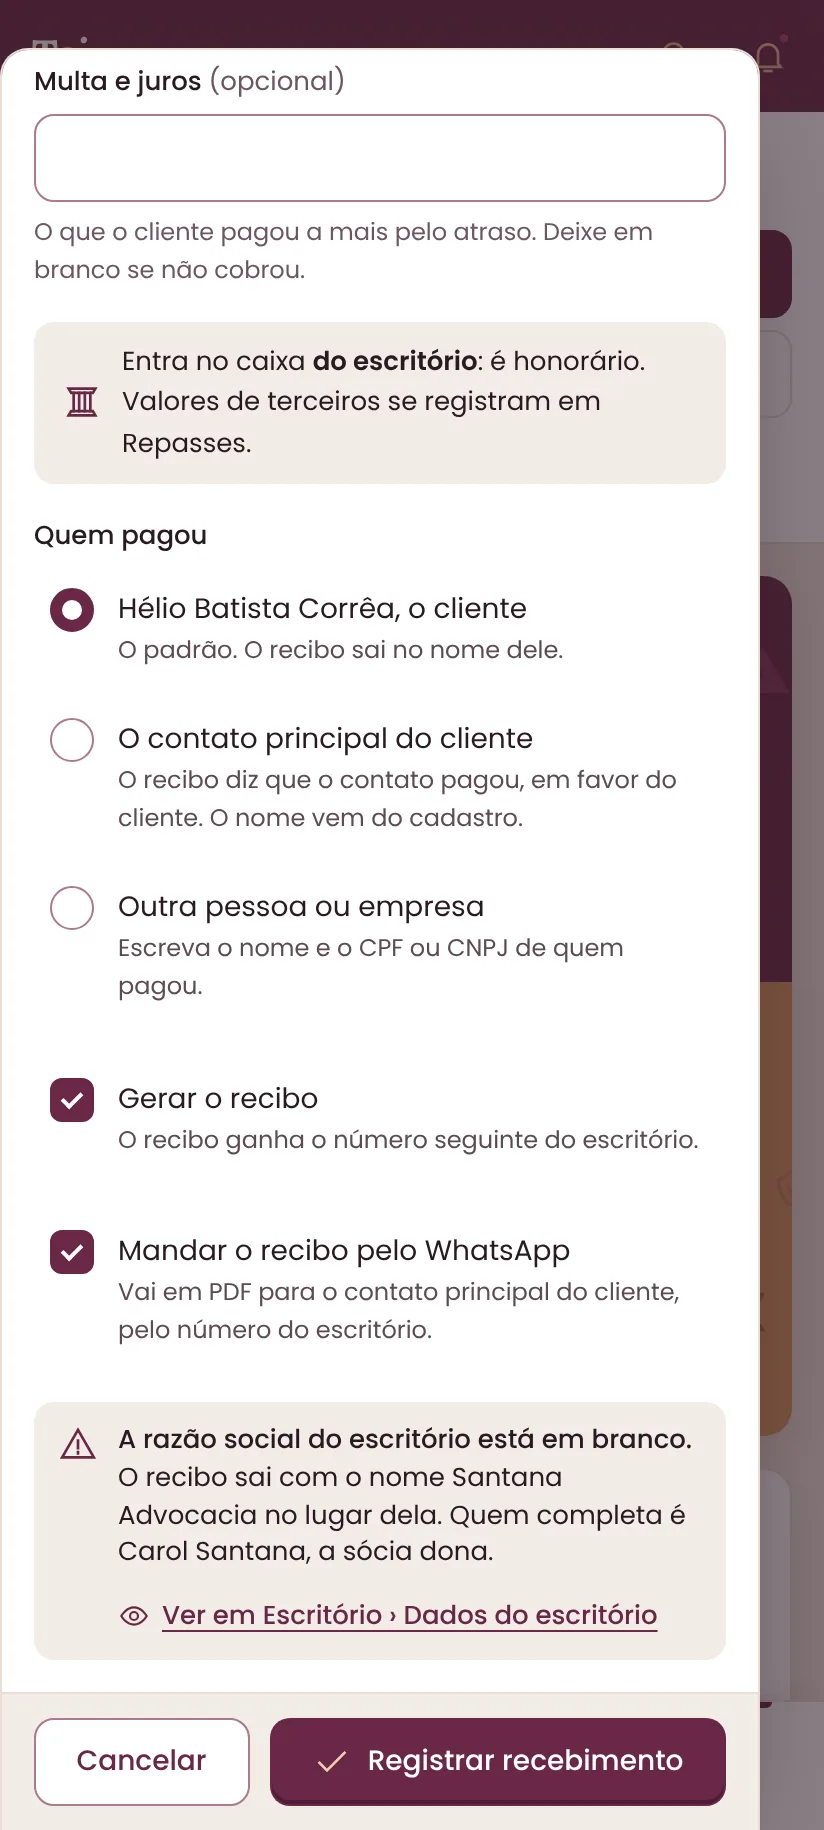 Multa e juros (opcional)
O que o cliente pagou a mais pelo atraso. Deixe em
branco se não cobrou.
Entra no caixa do escritório: é honorário.
Valores de terceiros se registram em
Repasses.
Quem pagou
Hélio Batista Corrêa, o cliente
O padrão. O recibo sai no nome dele.
O contato principal do cliente
O recibo diz que o contato pagou, em favor do
cliente. O nome vem do cadastro.
Outra pessoa ou empresa
Escreva o nome e o CPF ou CNPJ de quem
pagou.
Gerar o recibo
O recibo ganha o número seguinte do escritório.
Mandar o recibo pelo WhatsApp
Vai em PDF para o contato principal do cliente,
pelo número do escritório.
A razão social do escritório está em branco.
O recibo sai com o nome Santana
Advocacia no lugar dela. Quem completa é
Carol Santana, a sócia dona.
Ver em Escritório › Dados do escritório
Cancelar
Registrar recebimento